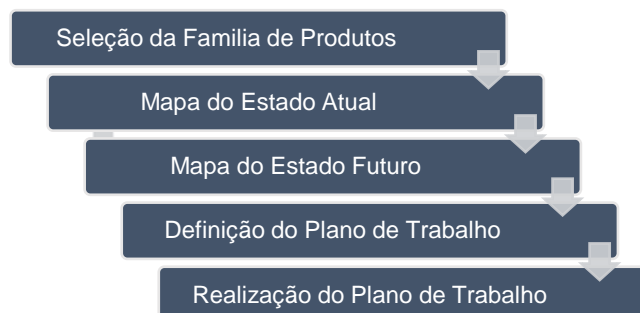 Seleção da Familia de Produtos
Mapa do Estado Atual
Mapa do Estado Futuro
Definição do Plano de Trabalho
Realização do Plano de Trabalho